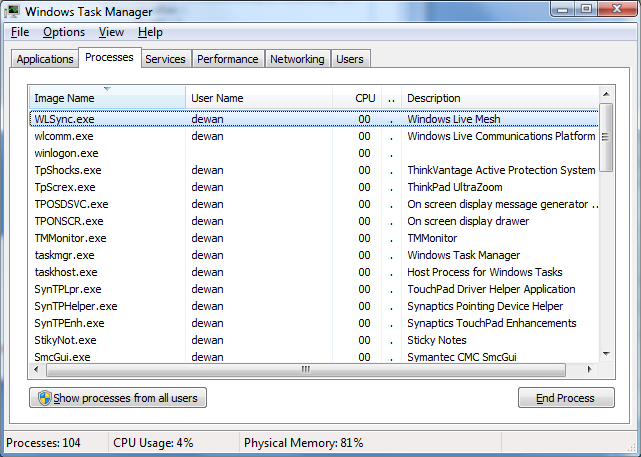 Windows Task Manager
File Options View Help
Applications Processes Services Performance Networking Users
Image Name User Name CPU .. Description
WLSync.exe dewan 00 . Windows Live Mesh
wlcomm.exe dewan 00 . Windows Live Communications Platform
winlogon.exe 00 .
TpShocks.exe dewan 00 . ThinkVantage Active Protection System
TpScrex.exe dewan 00 . ThinkPad UltraZoom
TPOSDSVC.exe dewan 00 . On screen display message generator ..
TPONSCR.exe dewan 00 . On screen display drawer
TMMonitor.exe dewan 00 . TMMonitor
taskmgr.exe dewan 00 . Windows Task Manager
taskhost.exe dewan 00 . Host Process for Windows Tasks
SynTPLpr.exe dewan 00 . TouchPad Driver Helper Application
SynTPHelper.exe dewan 00 . Synaptics Pointing Device Helper
SynTPEnh.exe dewan 00 . Synaptics TouchPad Enhancements
StikyNot.exe dewan 00 . Sticky Notes
SmcGui.exe dewan 00 . Symantec CMC SmcGui
Show processes from all users End Process
Processes: 104 CPU Usage: 4% Physical Memory: 81%